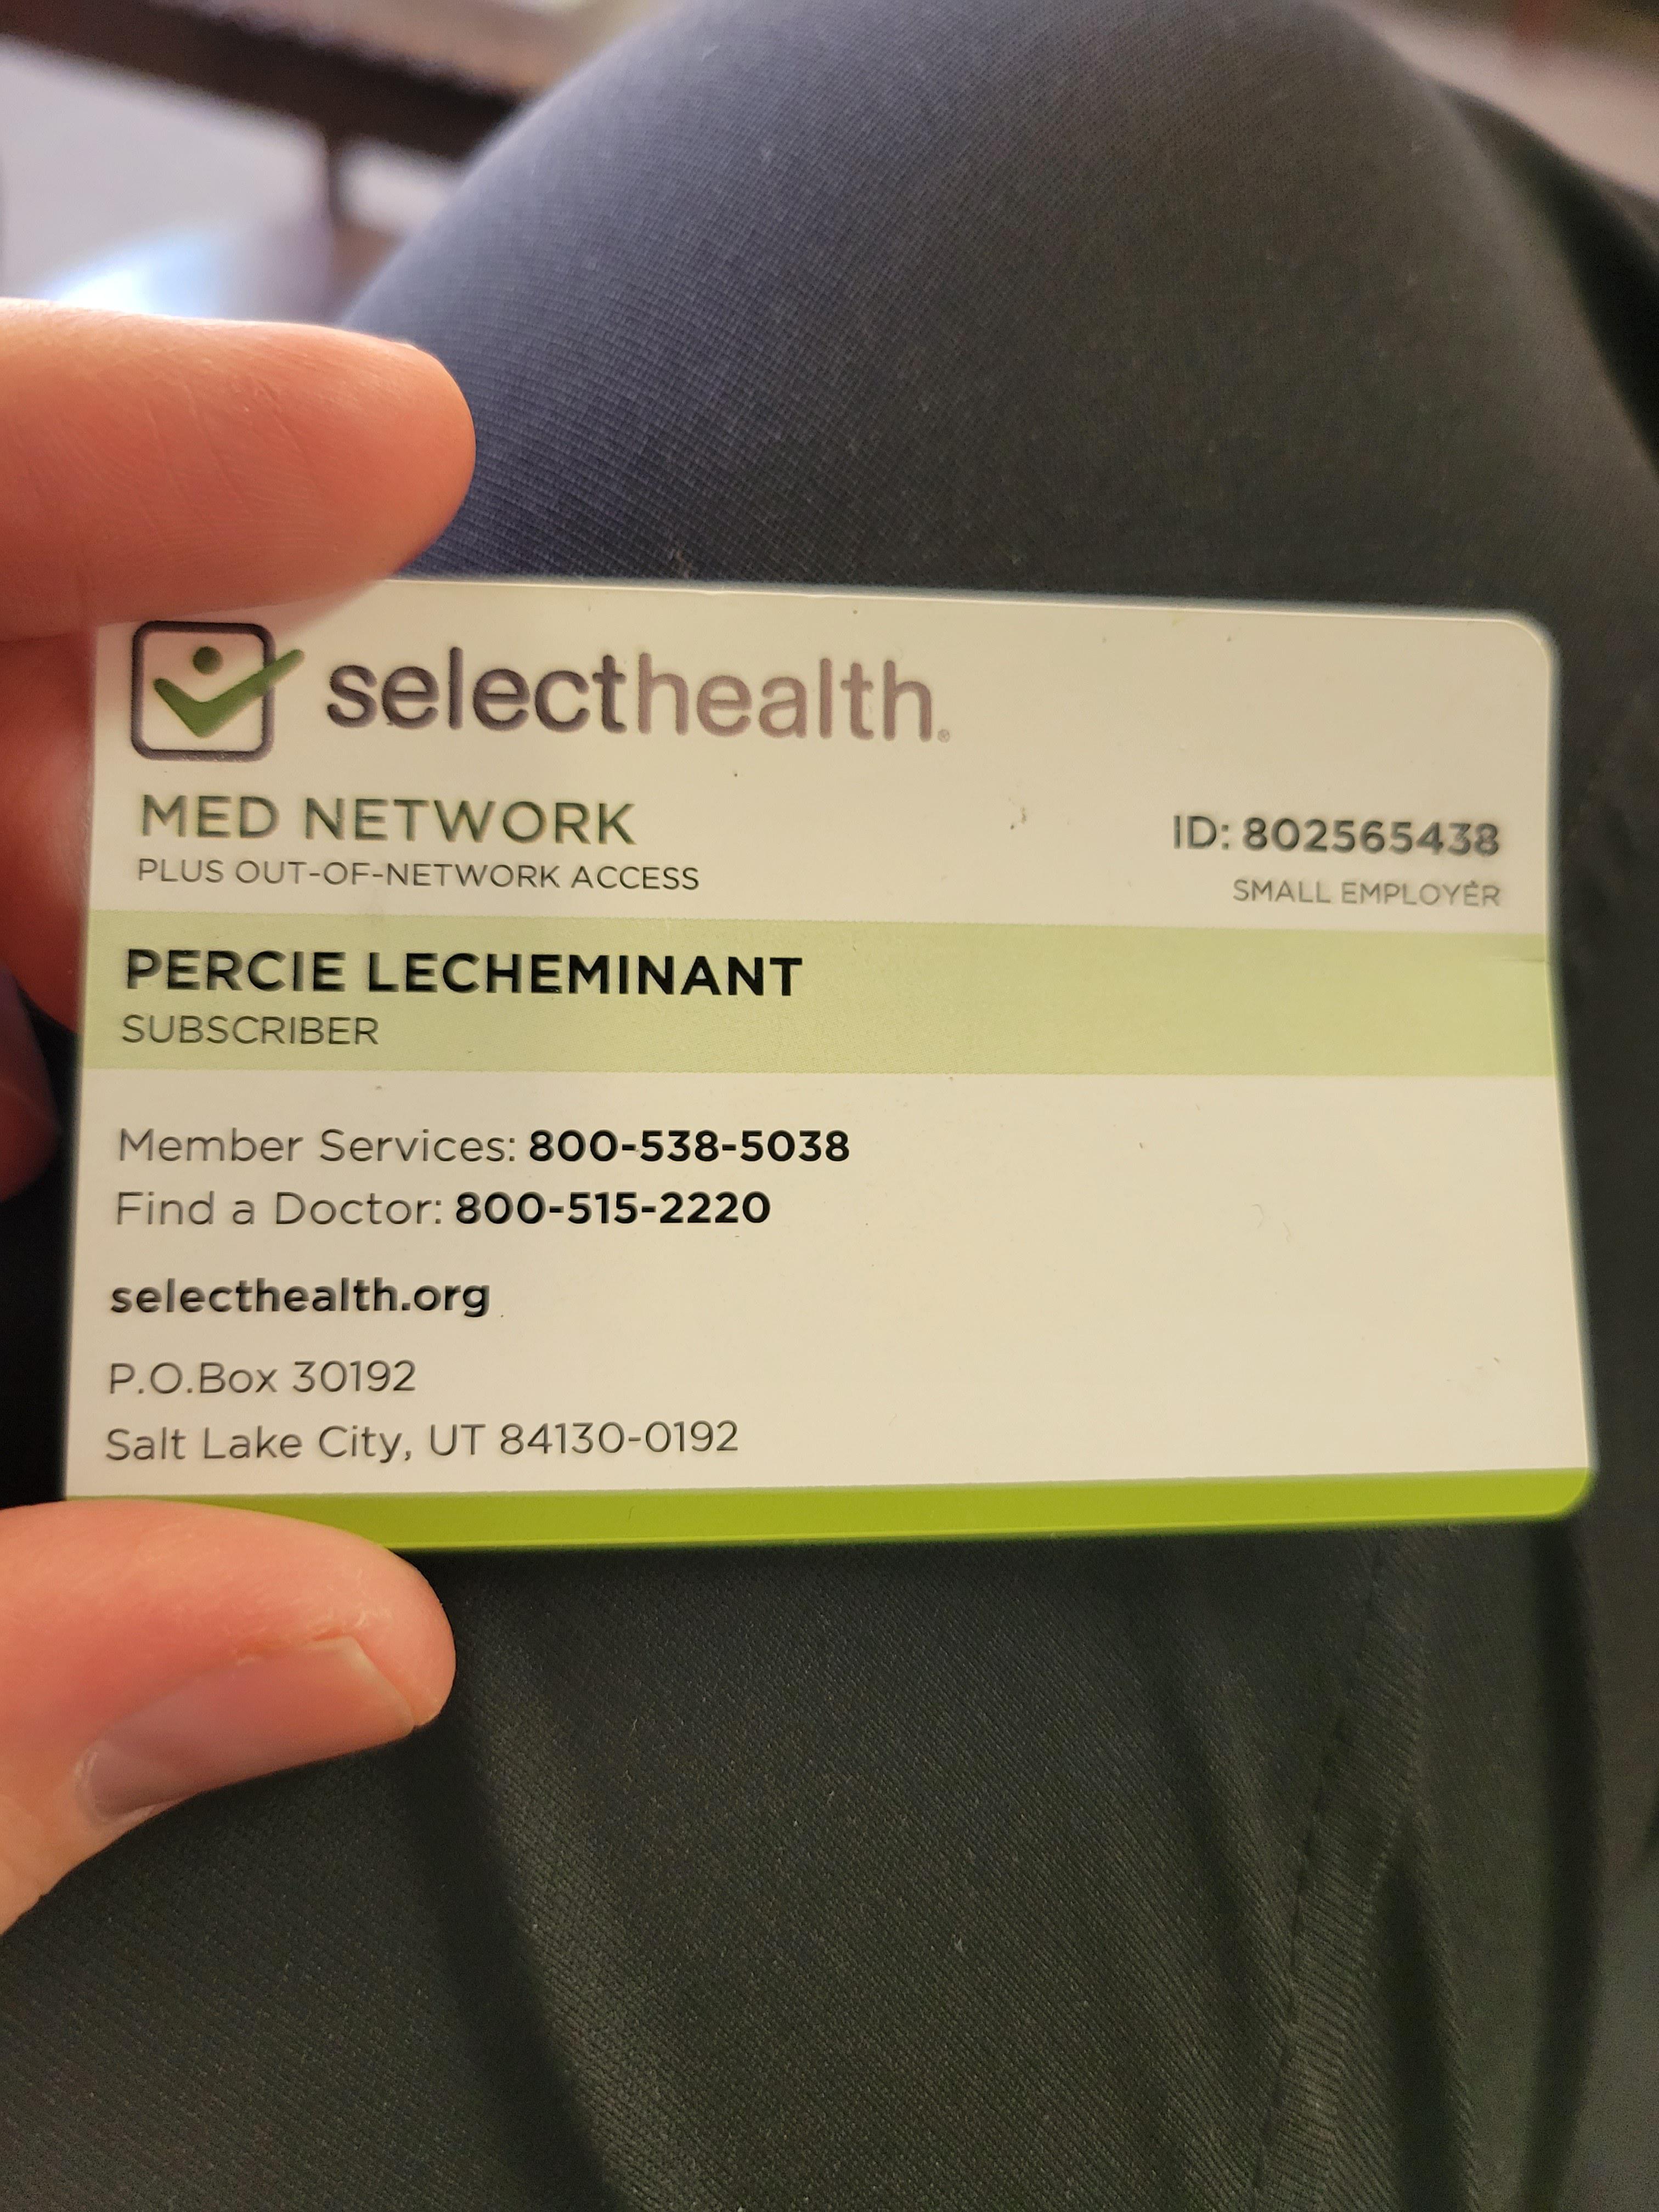 selecthealth®
MED NETWORK
PLUS OUT-OF-NETWORK ACCESS
ID: 802565438
SMALL EMPLOYER
PERCIE LECHEMINANT
SUBSCRIBER
Member Services: 800-538-5038
Find a Doctor: 800-515-2220
selecthealth.org
P.O.Box 30192
Salt Lake City, UT 84130-0192